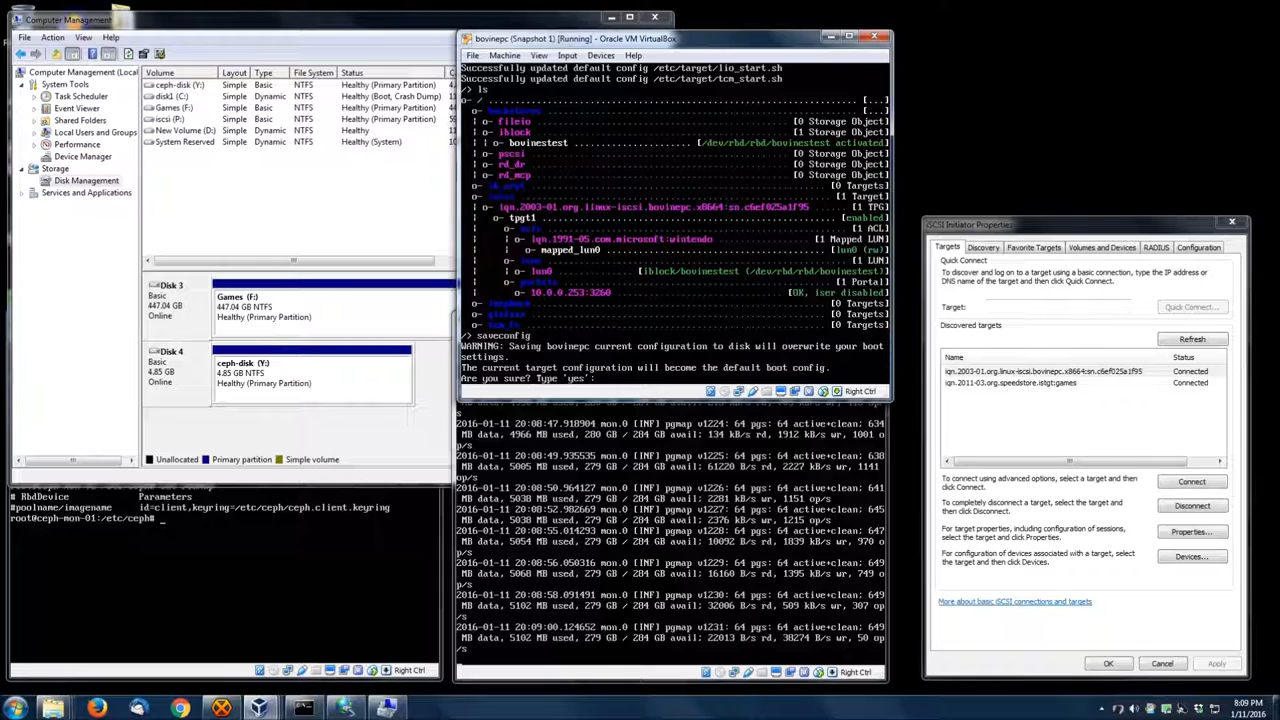 Computer Management
File Action View Help
Computer Management (Local
System Tools
Task Scheduler
Event Viewer
Shared Folders
Local Users and Groups
Performance
Device Manager
Storage
Disk Management
Services and Applications
Volume Layout Type File System Status
ceph-disk (Y:) Simple Basic NTFS Healthy (Primary Partition)
disk1 (C:) Simple Dynamic NTFS Healthy (Boot, Crash Dump)
Games (F:) Simple Basic NTFS Healthy (Primary Partition)
iscsi (P:) Simple Basic NTFS Healthy (Primary Partition)
New Volume (D:) Simple Dynamic NTFS Healthy
System Reserved Simple Dynamic NTFS Healthy (System)
Disk 3
Basic
447.04 GB
Online
Games (F:)
447.04 GB NTFS
Healthy (Primary Partition)
Disk 4
Basic
4.85 GB
Online
ceph-disk (Y:)
4.85 GB NTFS
Healthy (Primary Partition)
Unallocated Primary partition Simple volume
# RbdDevice Parameters
#poolname/imagename id=client,keyring=/etc/ceph/ceph.client.keyring
root@ceph-mon-01:/etc/ceph# _
Right Ctrl
bovinepc (Snapshot 1) [Running] - Oracle VM VirtualBox
File Machine View Input Devices Help
Successfully updated default config /etc/target/lio_start.sh
Successfully updated default config /etc/target/tcm_start.sh
/> ls
o- / [...]
[...]
o- fileio [0 Storage Object]
o- iblock [1 Storage Object]
o- bovinestest [/dev/rbd/rbd/bovinestest activated]
o- pscsi [0 Storage Object]
o- rd_dr [0 Storage Object]
o- rd_mcp [0 Storage Object]
[0 Targets]
[1 Target]
o- iqn.2003-01.org.linux-iscsi.bovinepc.x8664:sn.c6ef025a1f95 [1 TPG]
o- tpgt1 [enabled]
[1 ACL]
o- iqn.1991-05.com.microsoft:wintendo [1 Mapped LUN]
o- mapped_lun0 [lun0 (rw)]
[1 LUN]
o- lun0 [iblock/bovinestest (/dev/rbd/rbd/bovinestest)]
o- portals [1 Portal]
o- 10.0.0.253:3260 [OK, iser disabled]
o- loopback [0 Targets]
[0 Targets]
o- tcm_fc [0 Targets]
/> saveconfig
WARNING: Saving bovinepc current configuration to disk will overwrite your boot
settings.
The current target configuration will become the default boot config.
Are you sure? Type 'yes':
Right Ctrl
2016-01-11 20:08:47.918904 mon.0 [INF] pgmap v1224: 64 pgs: 64 active+clean; 634
MB data, 4966 MB used, 279 GB / 284 GB avail; 134 kB/s rd, 1912 kB/s wr, 1001
op/s
2016-01-11 20:08:49.935535 mon.0 [INF] pgmap v1225: 64 pgs: 64 active+clean; 638
MB data, 5005 MB used, 279 GB / 284 GB avail; 61220 B/s rd, 2227 kB/s wr, 1141
op/s
2016-01-11 20:08:50.967641 mon.0 [INF] pgmap v1226: 64 pgs: 64 active+clean; 642
MB data, 5026 MB used, 279 GB / 284 GB avail; 2281 kB/s wr, 1151 op/s
2016-01-11 20:08:52.982669 mon.0 [INF] pgmap v1227: 64 pgs: 64 active+clean; 645
MB data, 5027 MB used, 279 GB / 284 GB avail; 2376 kB/s wr, 1215 op/s
2016-01-11 20:08:55.014293 mon.0 [INF] pgmap v1228: 64 pgs: 64 active+clean; 649
MB data, 5054 MB used, 279 GB / 284 GB avail; 10092 B/s rd, 1839 kB/s wr, 970
op/s
2016-01-11 20:08:56.050316 mon.0 [INF] pgmap v1229: 64 pgs: 64 active+clean; 649
MB data, 5068 MB used, 279 GB / 284 GB avail; 16160 B/s rd, 1395 kB/s wr, 749
op/s
2016-01-11 20:08:58.091491 mon.0 [INF] pgmap v1230: 64 pgs: 64 active+clean; 649
MB data, 5102 MB used, 279 GB / 284 GB avail; 32006 B/s rd, 509 kB/s wr, 307
op/s
2016-01-11 20:09:00.124652 mon.0 [INF] pgmap v1231: 64 pgs: 64 active+clean; 649
MB data, 5102 MB used, 279 GB / 284 GB avail; 22013 B/s rd, 38274 B/s wr, 50
op/s
Right Ctrl
iSCSI Initiator Properties
Targets Discovery Favorite Targets Volumes and Devices RADIUS Configuration
Quick Connect
To discover and log on to a target using a basic connection, type the IP address or
DNS name of the target and then click Quick Connect.
Target: Quick Connect...
Discovered targets
Refresh
Name Status
iqn.2003-01.org.linux-iscsi.bovinepc.x8664:sn.c6ef025a1f95 Connected
iqn.2011-03.org.speedstore.istgt:games Connected
To connect using advanced options, select a target and then
click Connect.
Connect
To completely disconnect a target, select the target and
then click Disconnect.
Disconnect
For target properties, including configuration of sessions,
select the target and click Properties.
Properties...
For configuration of devices associated with a target, select
the target and then click Devices.
Devices...
More about basic iSCSI connections and targets
OK Cancel Apply
8:09 PM
1/11/2016